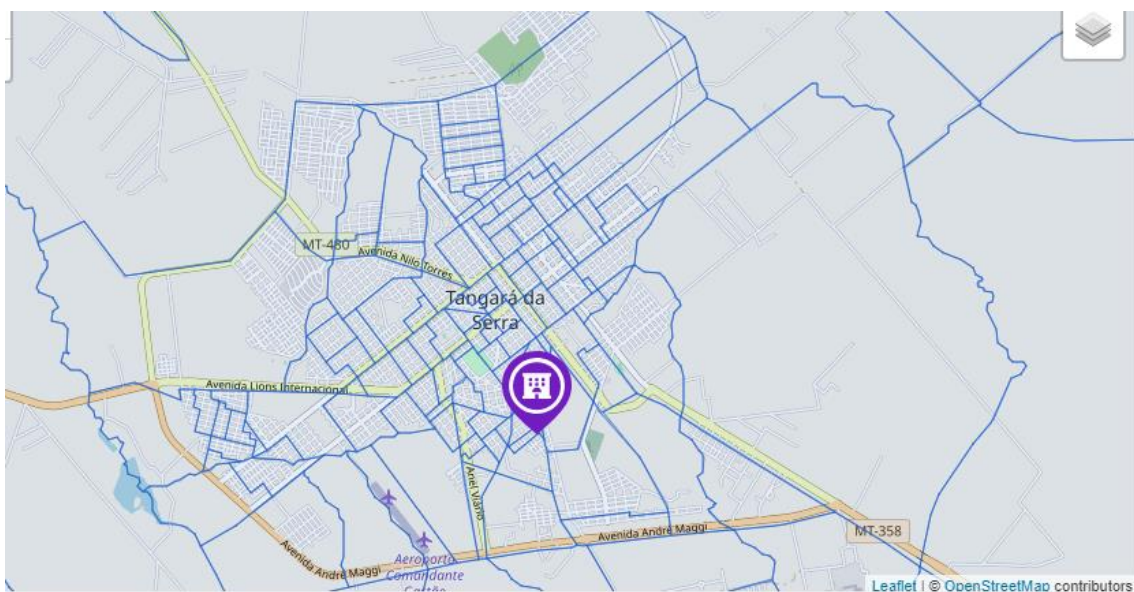 MT-480
Avenida Nilo Torres
Tangará da
Serra
Avenida Lions Internacional
Anel Viário
Avenida André Maggi
MT-358
Avenida André Maggi
Aeroporto
Comandante
Leaflet | © OpenStreetMap contributors